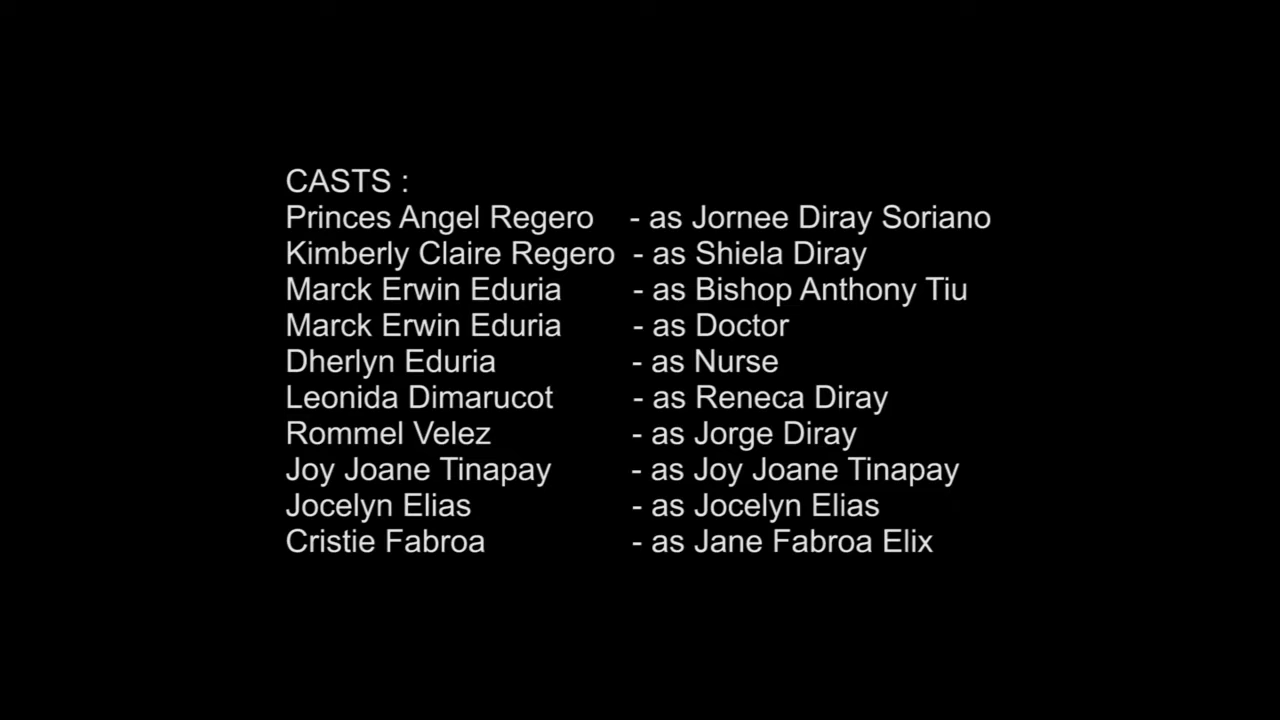 CASTS :
Princes Angel Regero - as Jornee Diray Soriano
Kimberly Claire Regero - as Shiela Diray
Marck Erwin Eduria - as Bishop Anthony Tiu
Marck Erwin Eduria - as Doctor
Dherlyn Eduria - as Nurse
Leonida Dimarucot - as Reneca Diray
Rommel Velez - as Jorge Diray
Joy Joane Tinapay - as Joy Joane Tinapay
Jocelyn Elias - as Jocelyn Elias
Cristie Fabroa - as Jane Fabroa Elix